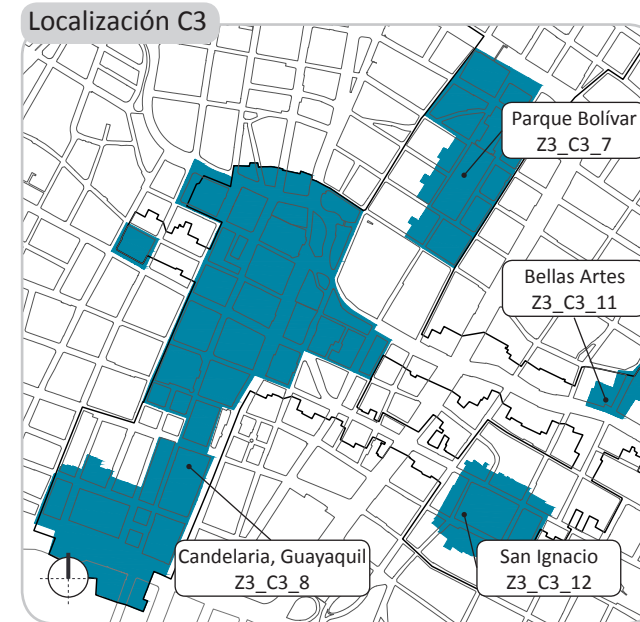 Localización C3
Parque Bolívar
Z3_C3_7
Bellas Artes
Z3_C3_11
Candelaria, Guayaquil
Z3_C3_8
San Ignacio
Z3_C3_12